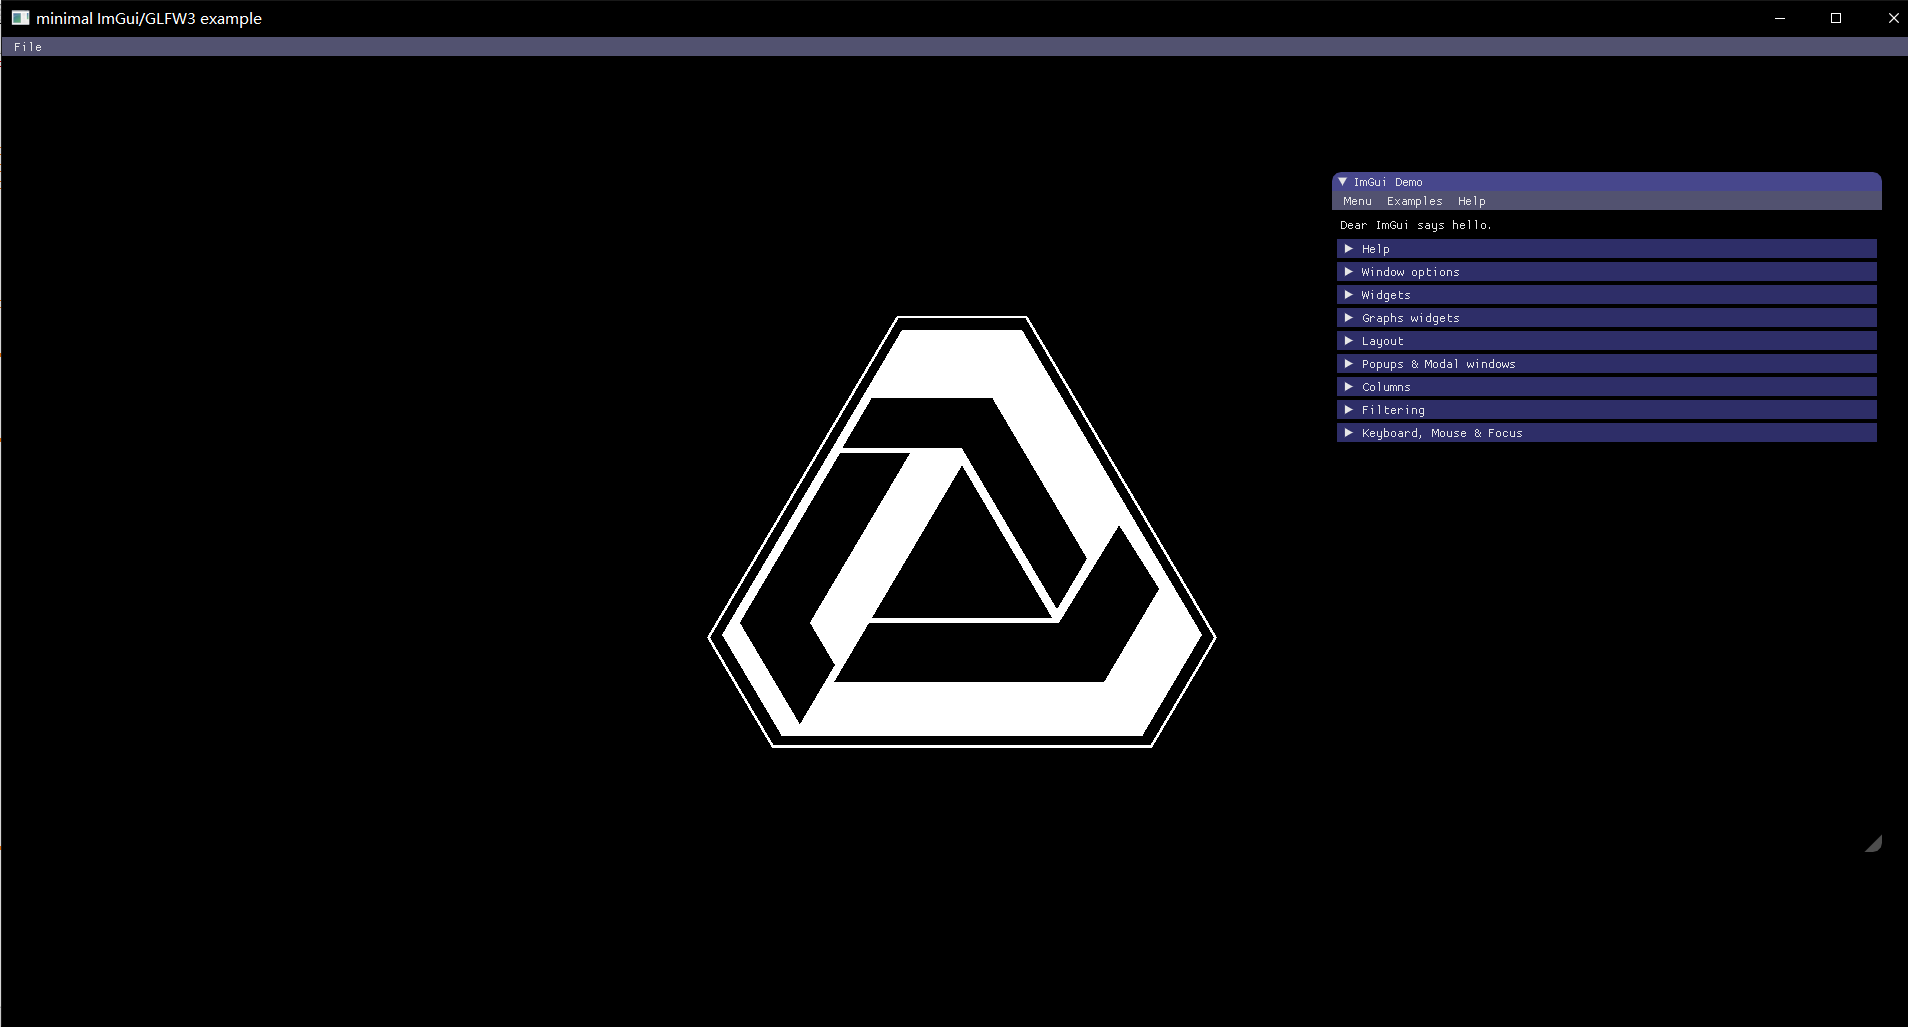 minimal ImGui/GLFW3 example
File
ImGui Demo
Menu Examples Help
Dear ImGui says hello.
Help
Window options
Widgets
Graphs widgets
Layout
Popups & Modal windows
Columns
Filtering
Keyboard, Mouse & Focus